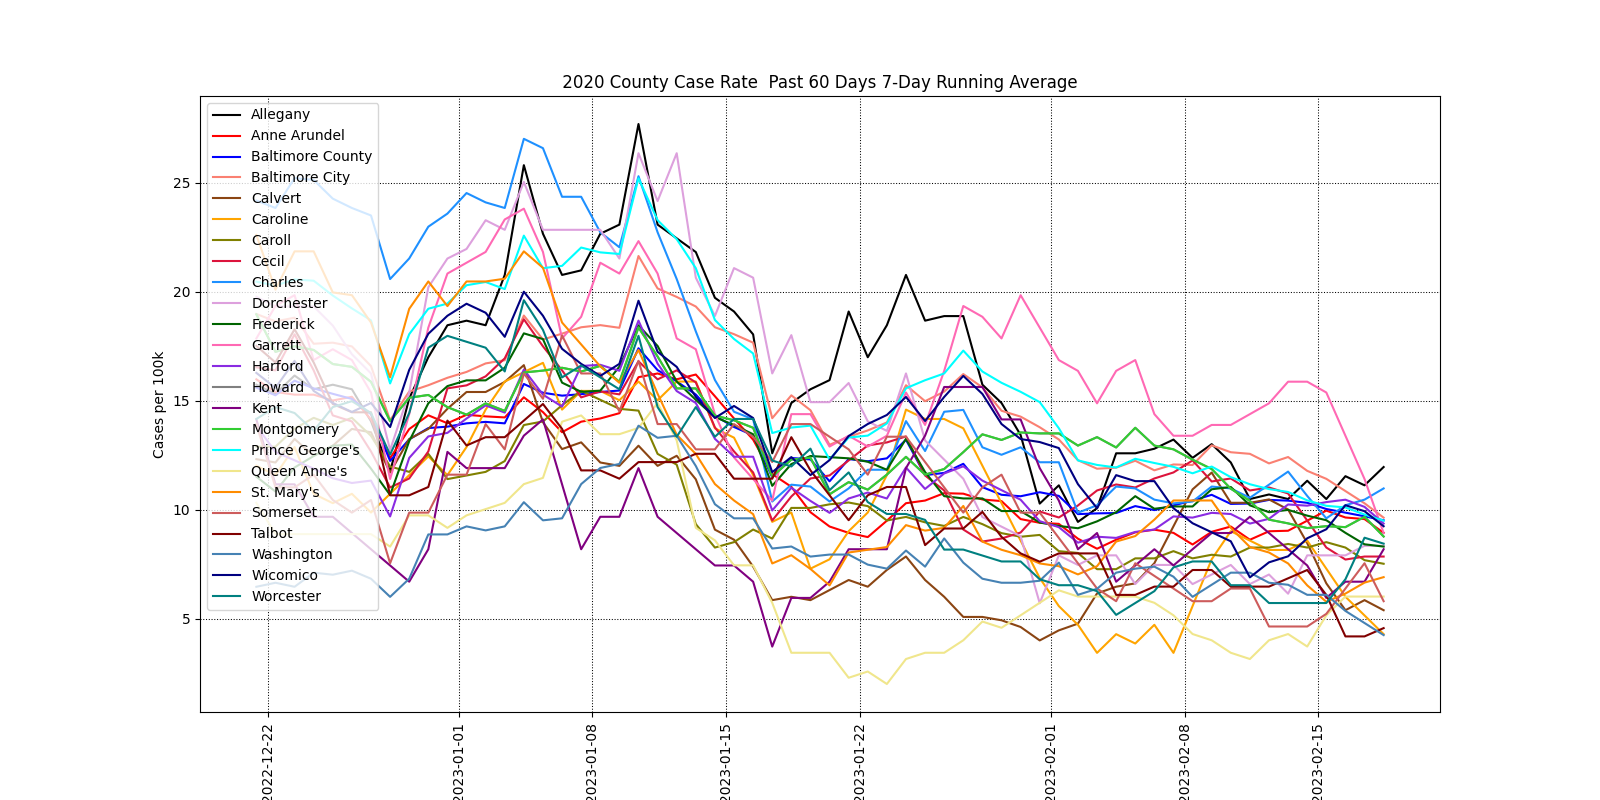 2020 County Case Rate  Past 60 Days 7-Day Running Average
Cases per 100k
25
20
15
10
5
Allegany
Anne Arundel
Baltimore County
Baltimore City
Calvert
Caroline
Caroll
Cecil
Charles
Dorchester
Frederick
Garrett
Harford
Howard
Kent
Montgomery
Prince George's
Queen Anne's
St. Mary's
Somerset
Talbot
Washington
Wicomico
Worcester
2022-12-22
2023-01-01
2023-01-08
2023-01-15
2023-01-22
2023-02-01
2023-02-08
2023-02-15